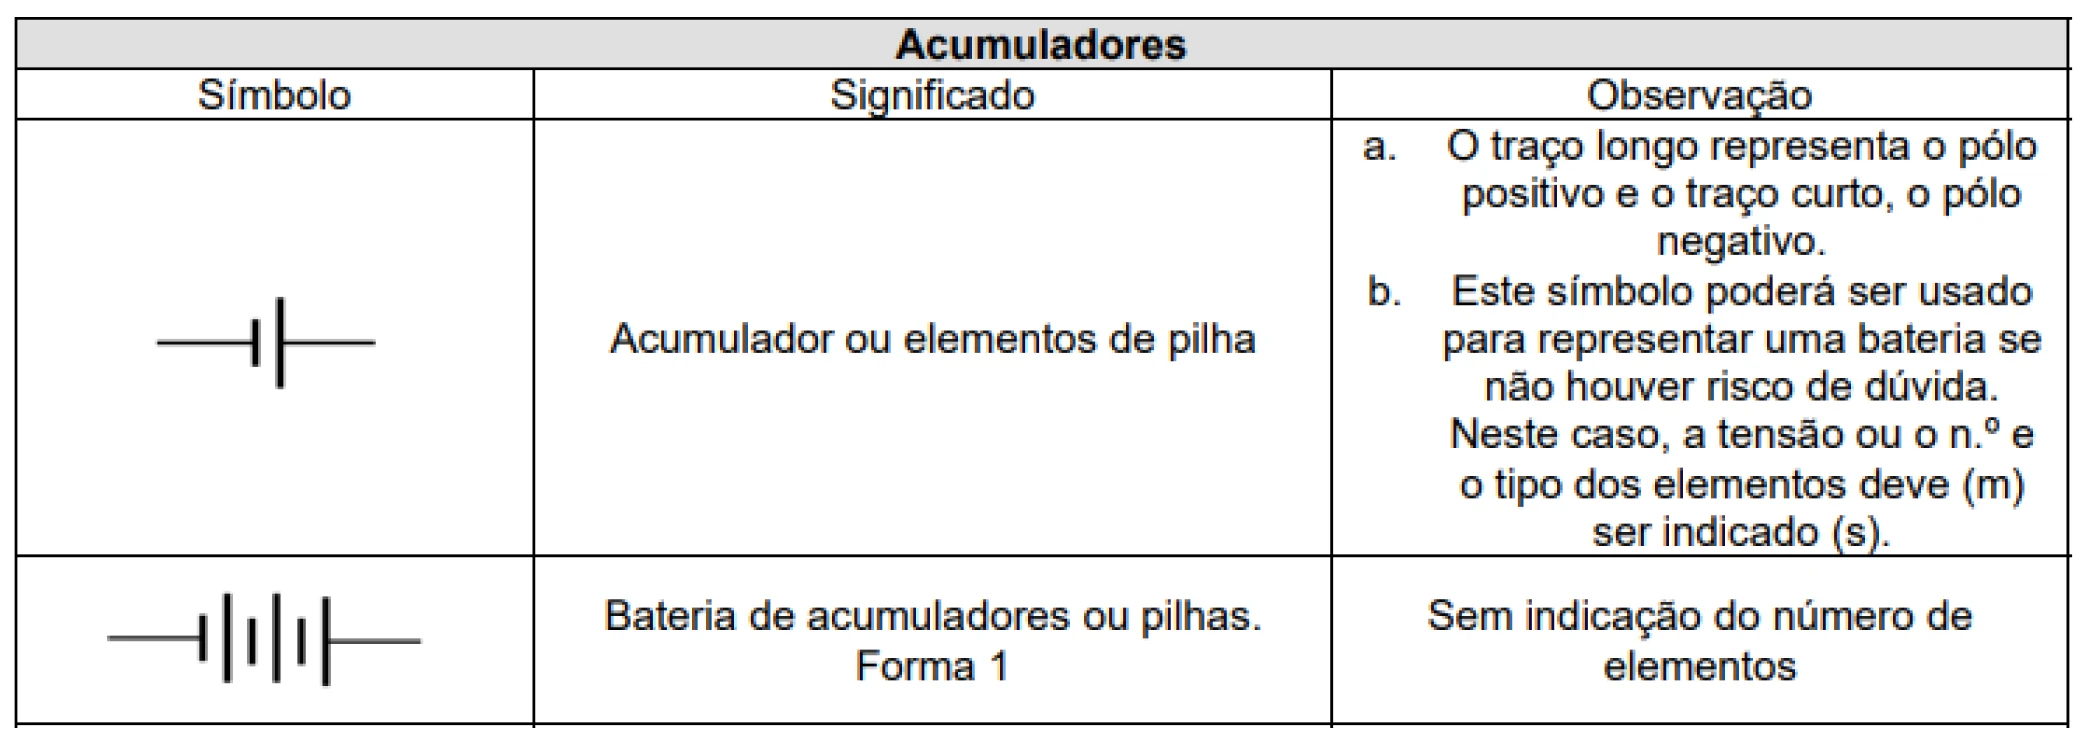 Acumuladores
Símbolo
Significado
Observação
Acumulador ou elementos de pilha
a. O traço longo representa o pólo
positivo e o traço curto, o pólo
negativo.
b. Este símbolo poderá ser usado
para representar uma bateria se
não houver risco de dúvida.
Neste caso, a tensão ou o n.º e
o tipo dos elementos deve (m)
ser indicado (s).
Bateria de acumuladores ou pilhas.
Forma 1
Sem indicação do número de
elementos